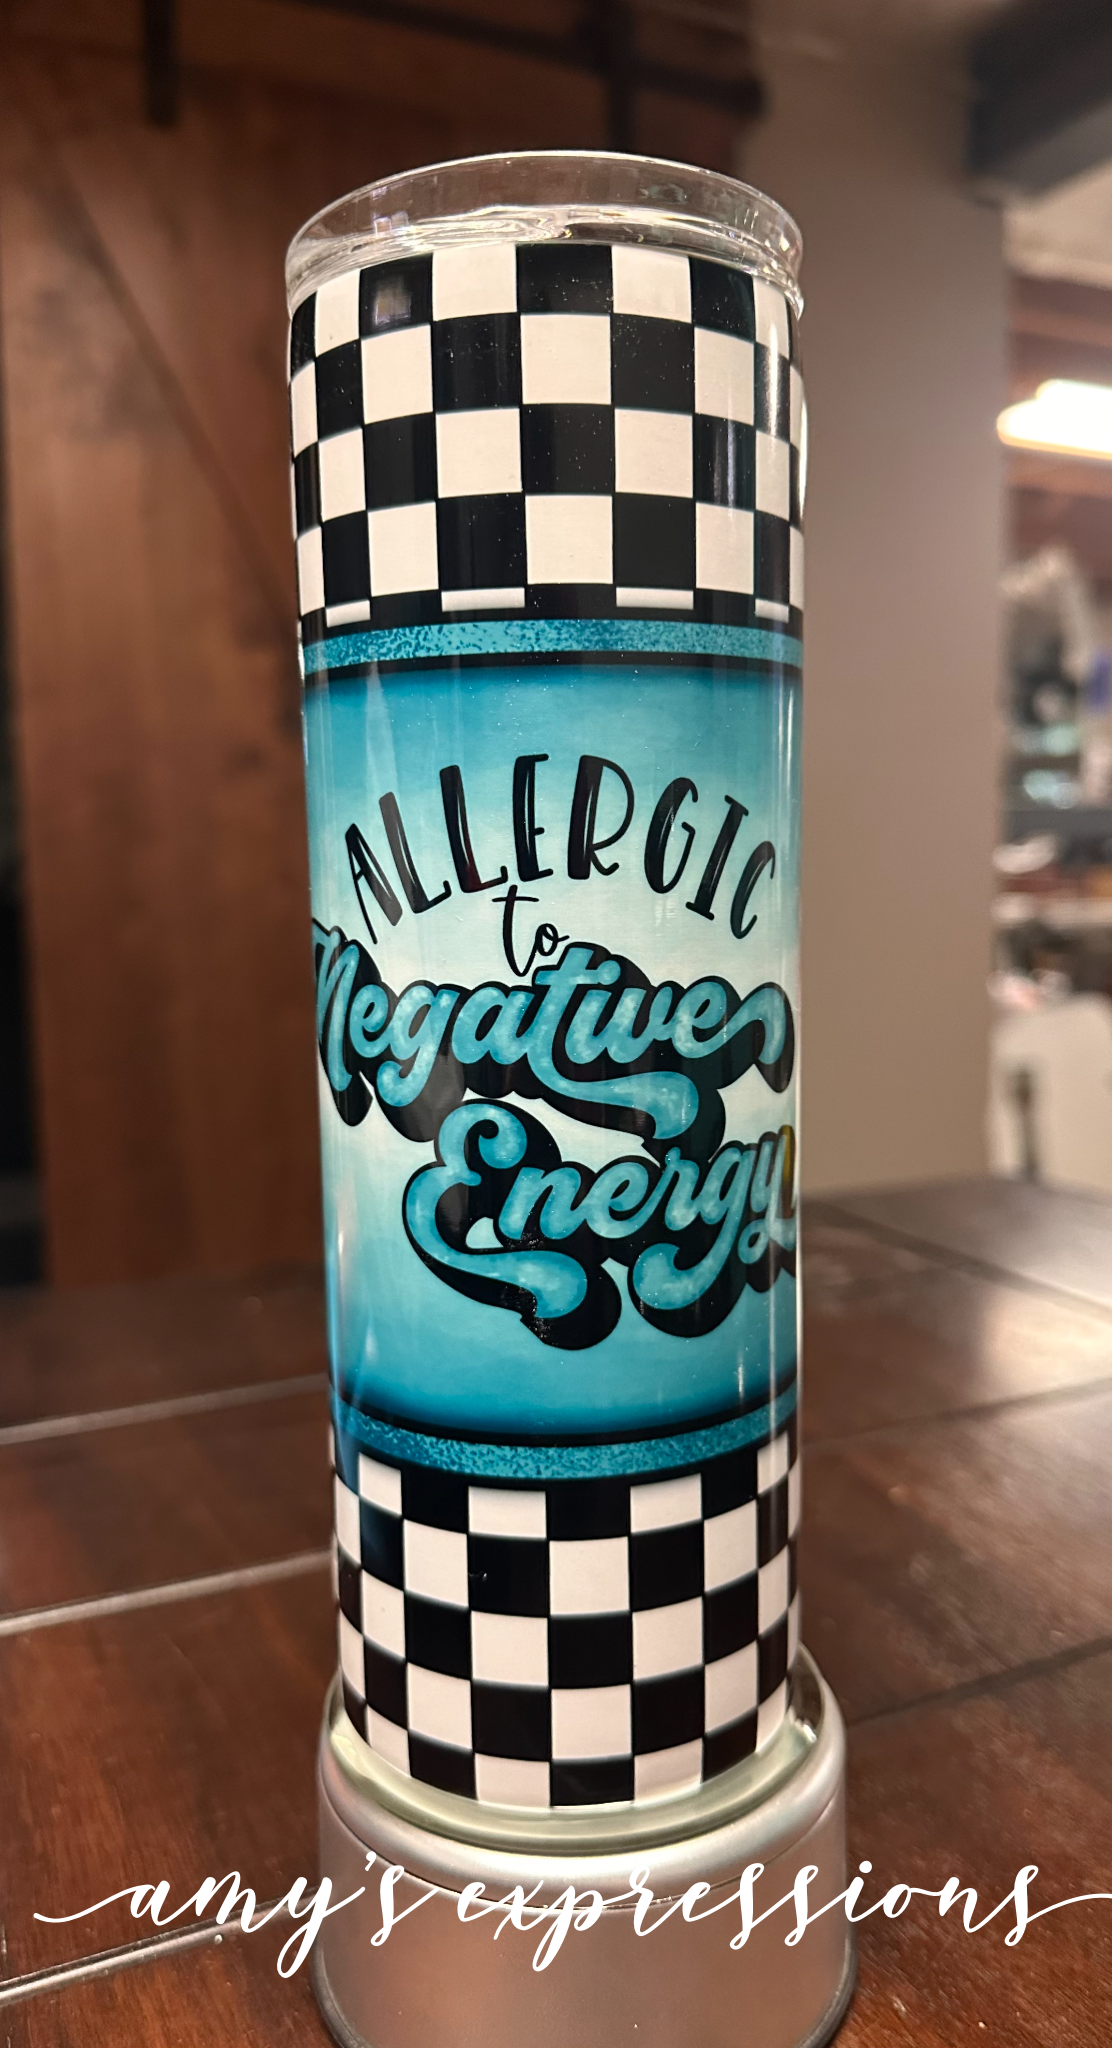 ALLERGIC
to
Negative
Energy
amy's expressions